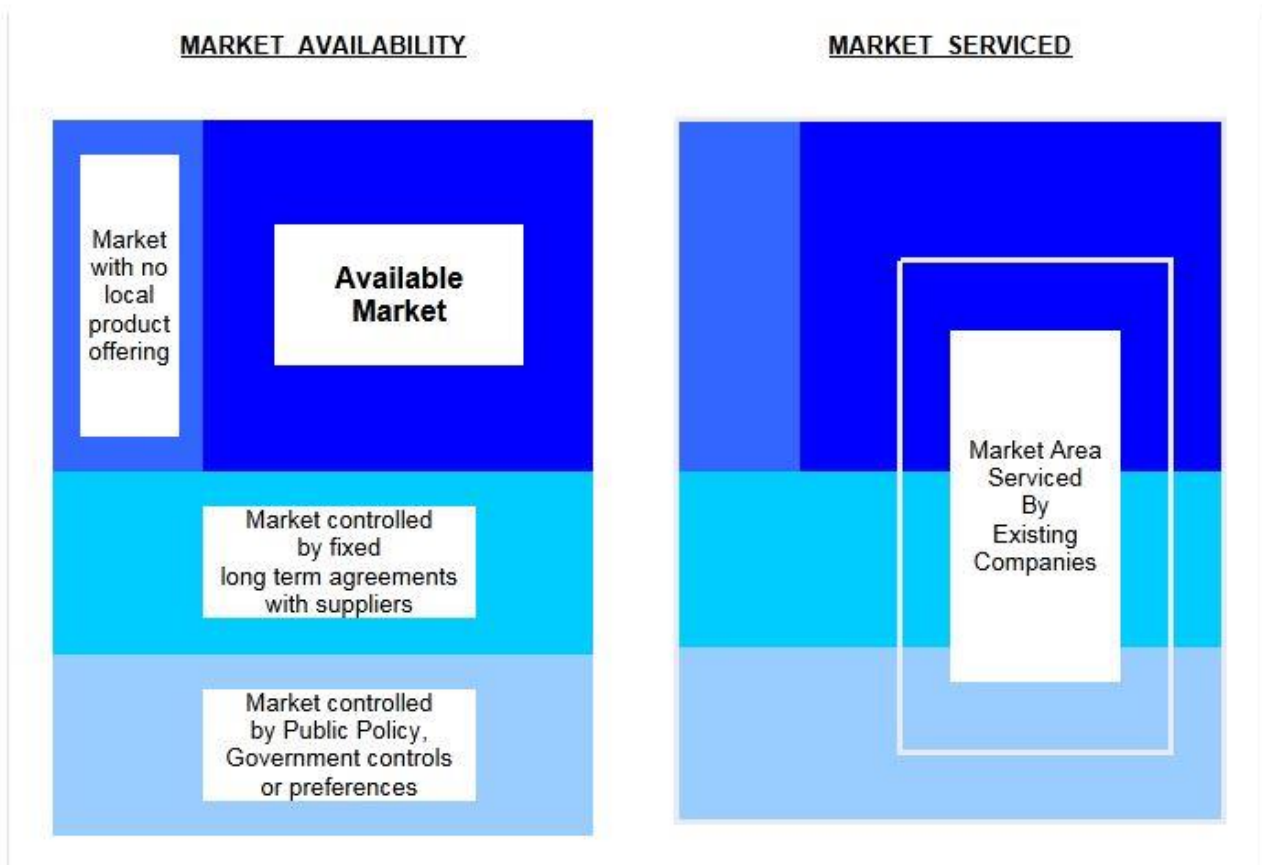 MARKET AVAILABILITY
MARKET SERVICED
Market
with no
local
product
offering
Available
Market
Market controlled
by fixed
long term agreements
with suppliers
Market controlled
by Public Policy,
Government controls
or preferences
Market Area
Serviced
By
Existing
Companies